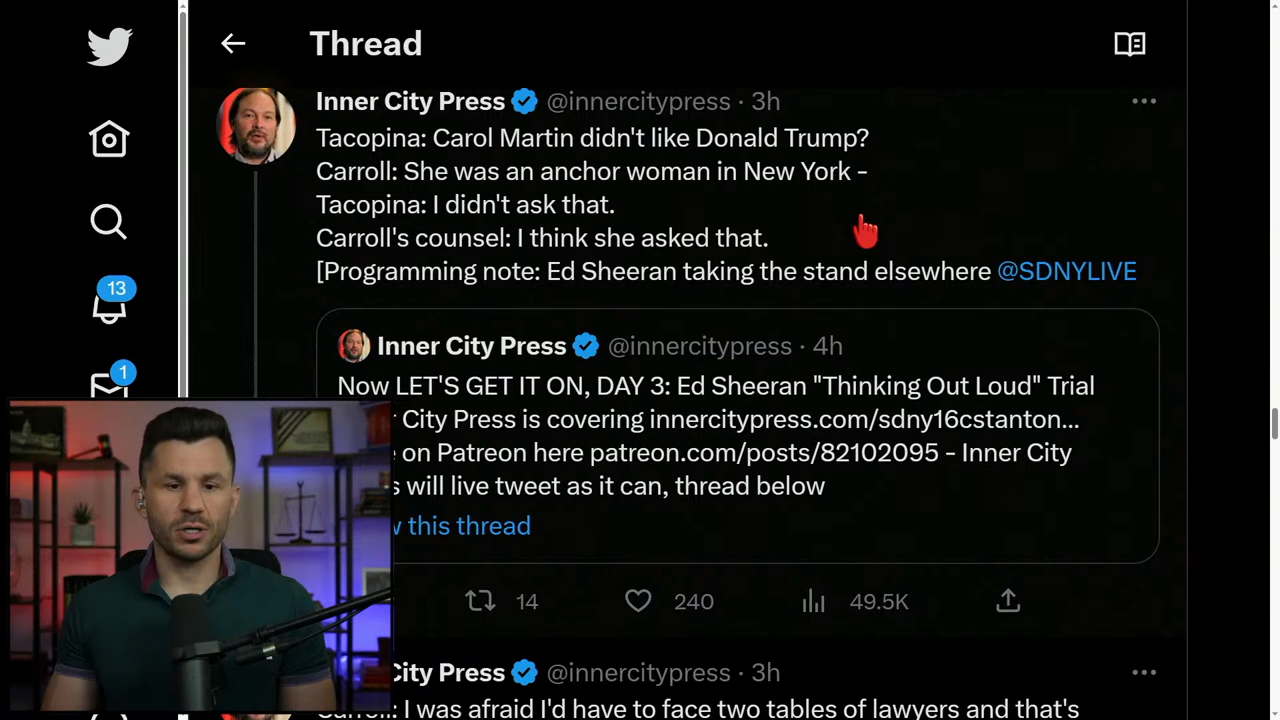 Thread
Inner City Press @innercitypress · 3h
Tacopina: Carol Martin didn't like Donald Trump?
Carroll: She was an anchor woman in New York -
Tacopina: I didn't ask that.
Carroll's counsel: I think she asked that.
[Programming note: Ed Sheeran taking the stand elsewhere @SDNYLIVE
13
Inner City Press @innercitypress · 4h
1
Now LET'S GET IT ON, DAY 3: Ed Sheeran "Thinking Out Loud" Trial
City Press is covering innercitypress.com/sdny16cstanton...
on Patreon here patreon.com/posts/82102095 - Inner City
will live tweet as it can, thread below
this thread
14 240 49.5K
City Press @innercitypress · 3h
Carroll: I was afraid I'd have to face two tables of lawyers and that's